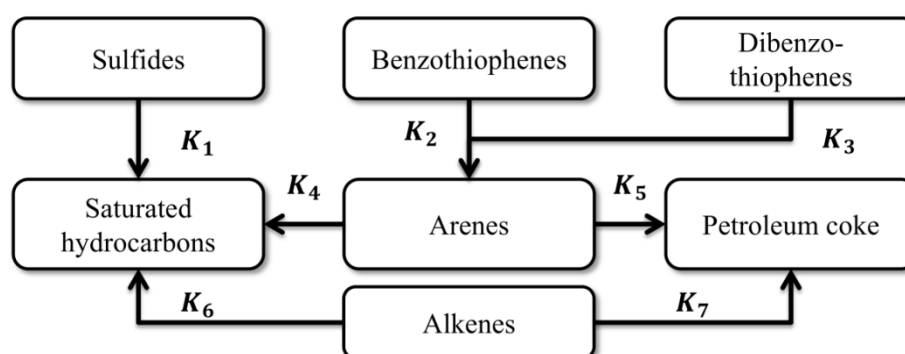 Sulfides
Benzothiophenes
Dibenzo-
thiophenes
K₁
K₂
K₃
Saturated
hydrocarbons
K₄
Arenes
K₅
Petroleum coke
K₆
Alkenes
K₇